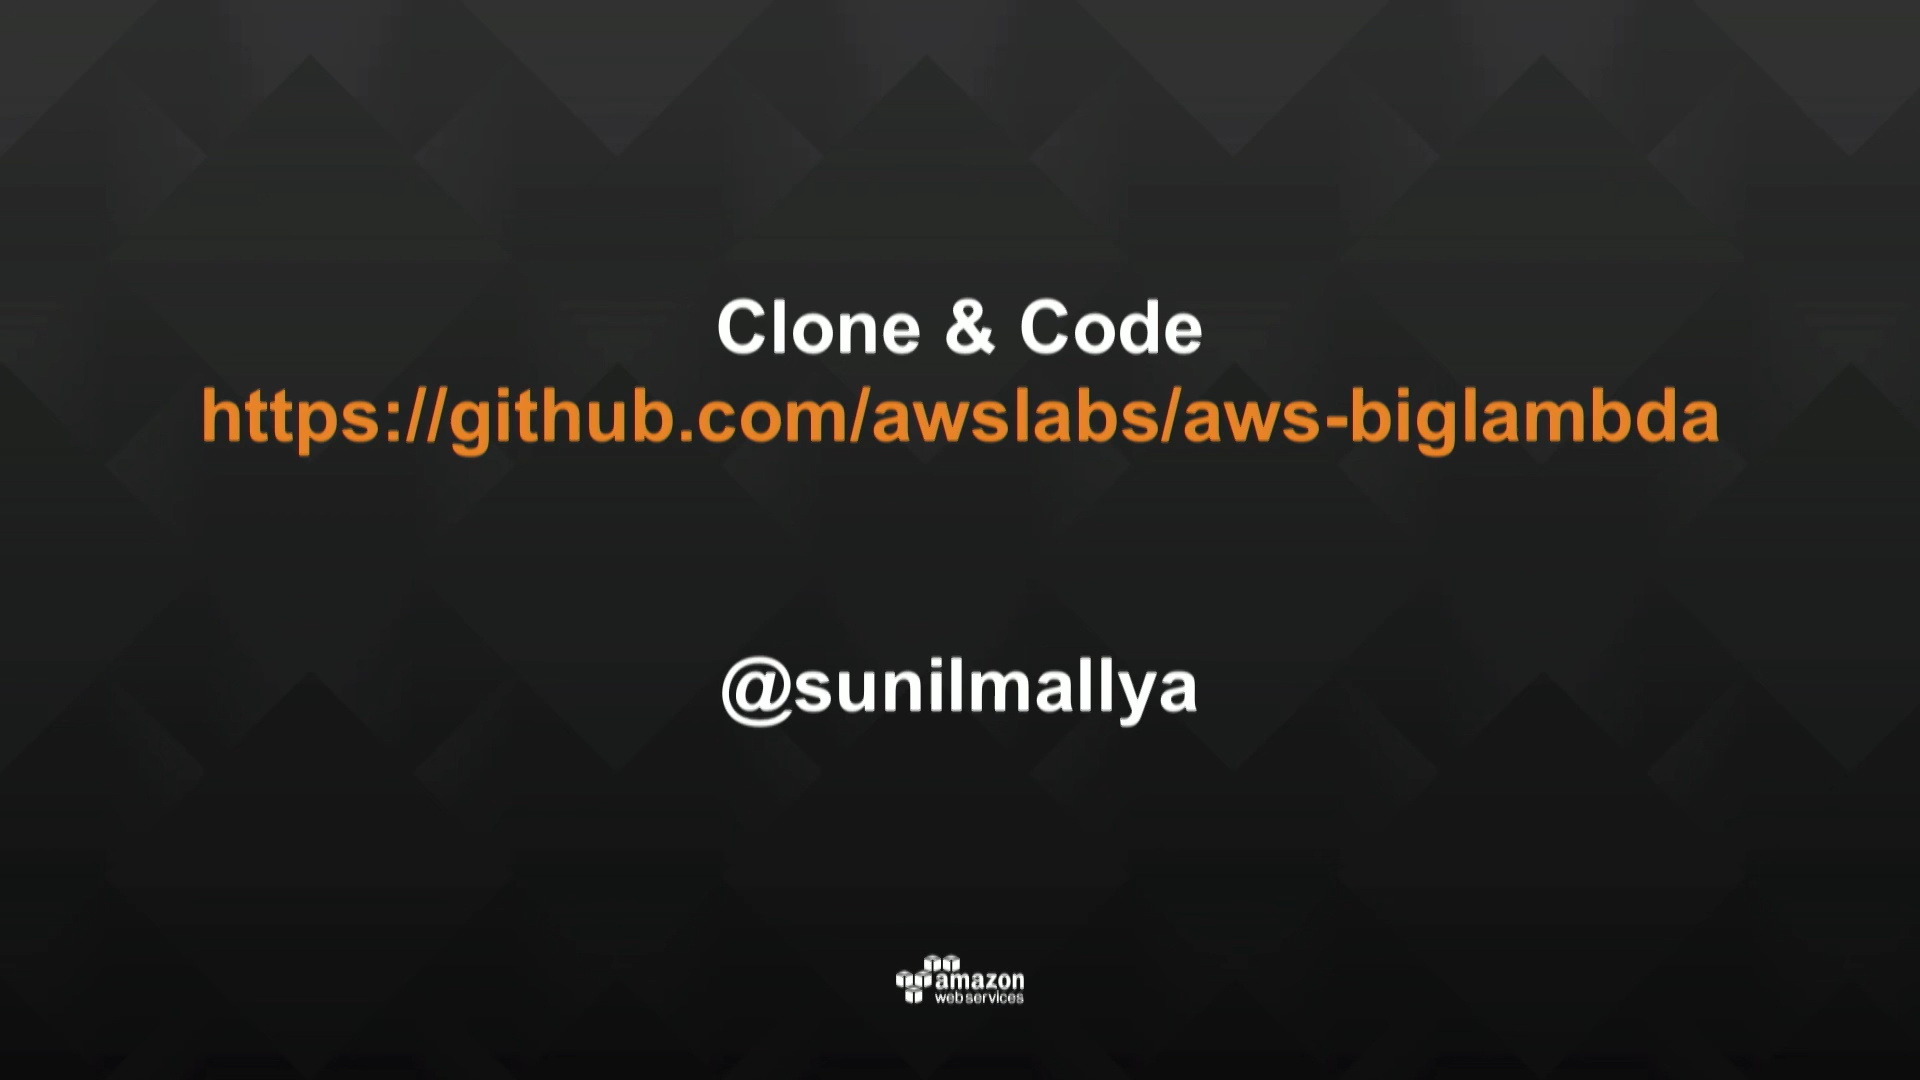 Clone & Code
https://github.com/awslabs/aws-biglambda
@sunilmallya
amazon
web services